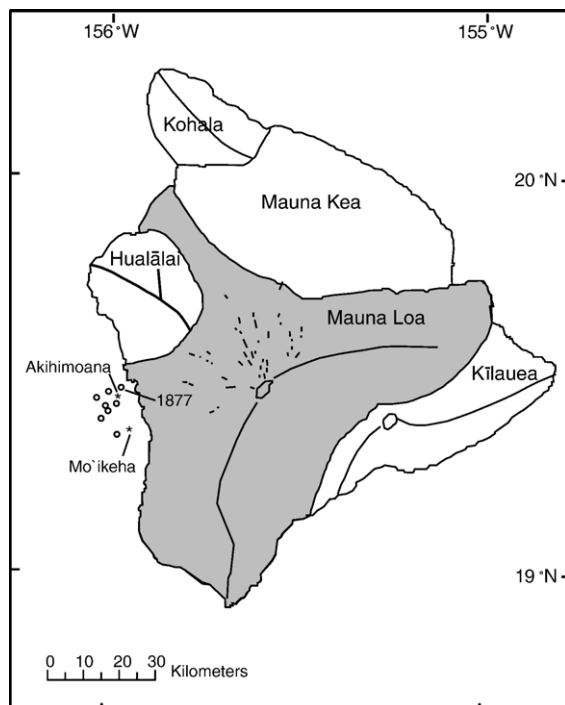 156°W
155°W
Kohala
20°N
Mauna Kea
Hualālai
Mauna Loa
Akihimoana
Kīlauea
1877
Mo`ikeha
19°N
0 10 20 30
Kilometers